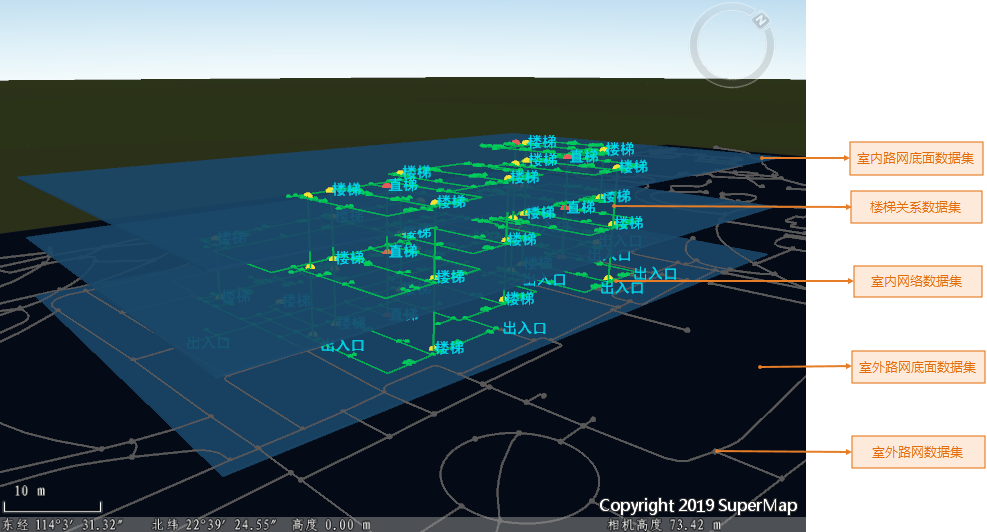 楼梯
楼梯
楼梯
直梯
楼梯
楼梯
楼梯
楼梯
直梯
楼梯
楼梯
楼梯
直梯
楼梯
楼梯
楼梯
楼梯
楼梯
直梯
出入口
楼梯
出入口
出入口
出入口
楼梯
楼梯
楼梯
楼梯
直梯
出入口
楼梯
出入口
出入口
楼梯
室内路网底面数据集
楼梯关系数据集
室内网络数据集
室外路网底面数据集
室外路网数据集
10 m
Copyright 2019 SuperMap
东经 114°3′ 31.32″ 北纬 22°39′ 24.55″ 高度 0.00 m 相机高度 73.42 m